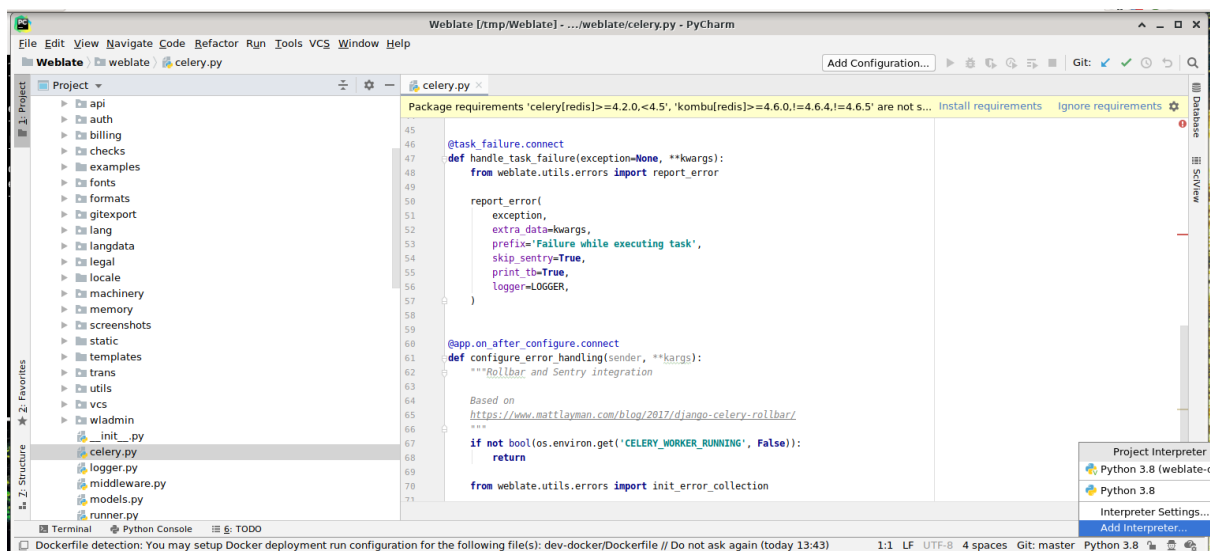 Weblate [/tmp/Weblate] - .../weblate/celery.py - PyCharm
File Edit View Navigate Code Refactor Run Tools VCS Window Help
Weblate weblate celery.py
Add Configuration... Git:
1: Project
Project
api
auth
billing
checks
examples
fonts
formats
gitexport
lang
langdata
legal
locale
machinery
memory
screenshots
static
templates
trans
utils
vcs
wladmin
__init__.py
celery.py
logger.py
middleware.py
models.py
runner.py
2: Favorites
Z: Structure
celery.py
Package requirements 'celery[redis]>=4.2.0,<4.5', 'kombu[redis]>=4.6.0,!=4.6.4,!=4.6.5' are not s... Install requirements Ignore requirements
45
46 @task_failure.connect
47 def handle_task_failure(exception=None, **kwargs):
48 from weblate.utils.errors import report_error
49
50 report_error(
51 exception,
52 extra_data=kwargs,
53 prefix='Failure while executing task',
54 skip_sentry=True,
55 print_tb=True,
56 logger=LOGGER,
57 )
58
59
60 @app.on_after_configure.connect
61 def configure_error_handling(sender, **kargs):
62 """Rollbar and Sentry integration
63
64 Based on
65 https://www.mattlayman.com/blog/2017/django-celery-rollbar/
66 """
67 if not bool(os.environ.get('CELERY_WORKER_RUNNING', False)):
68 return
69
70 from weblate.utils.errors import init_error_collection
71
Database
SciView
Project Interpreter
Python 3.8 (weblate-
Python 3.8
Interpreter Settings...
Add Interpreter...
Terminal Python Console 6: TODO
Dockerfile detection: You may setup Docker deployment run configuration for the following file(s): dev-docker/Dockerfile // Do not ask again (today 13:43) 1:1 LF UTF-8 4 spaces Git: master Python 3.8